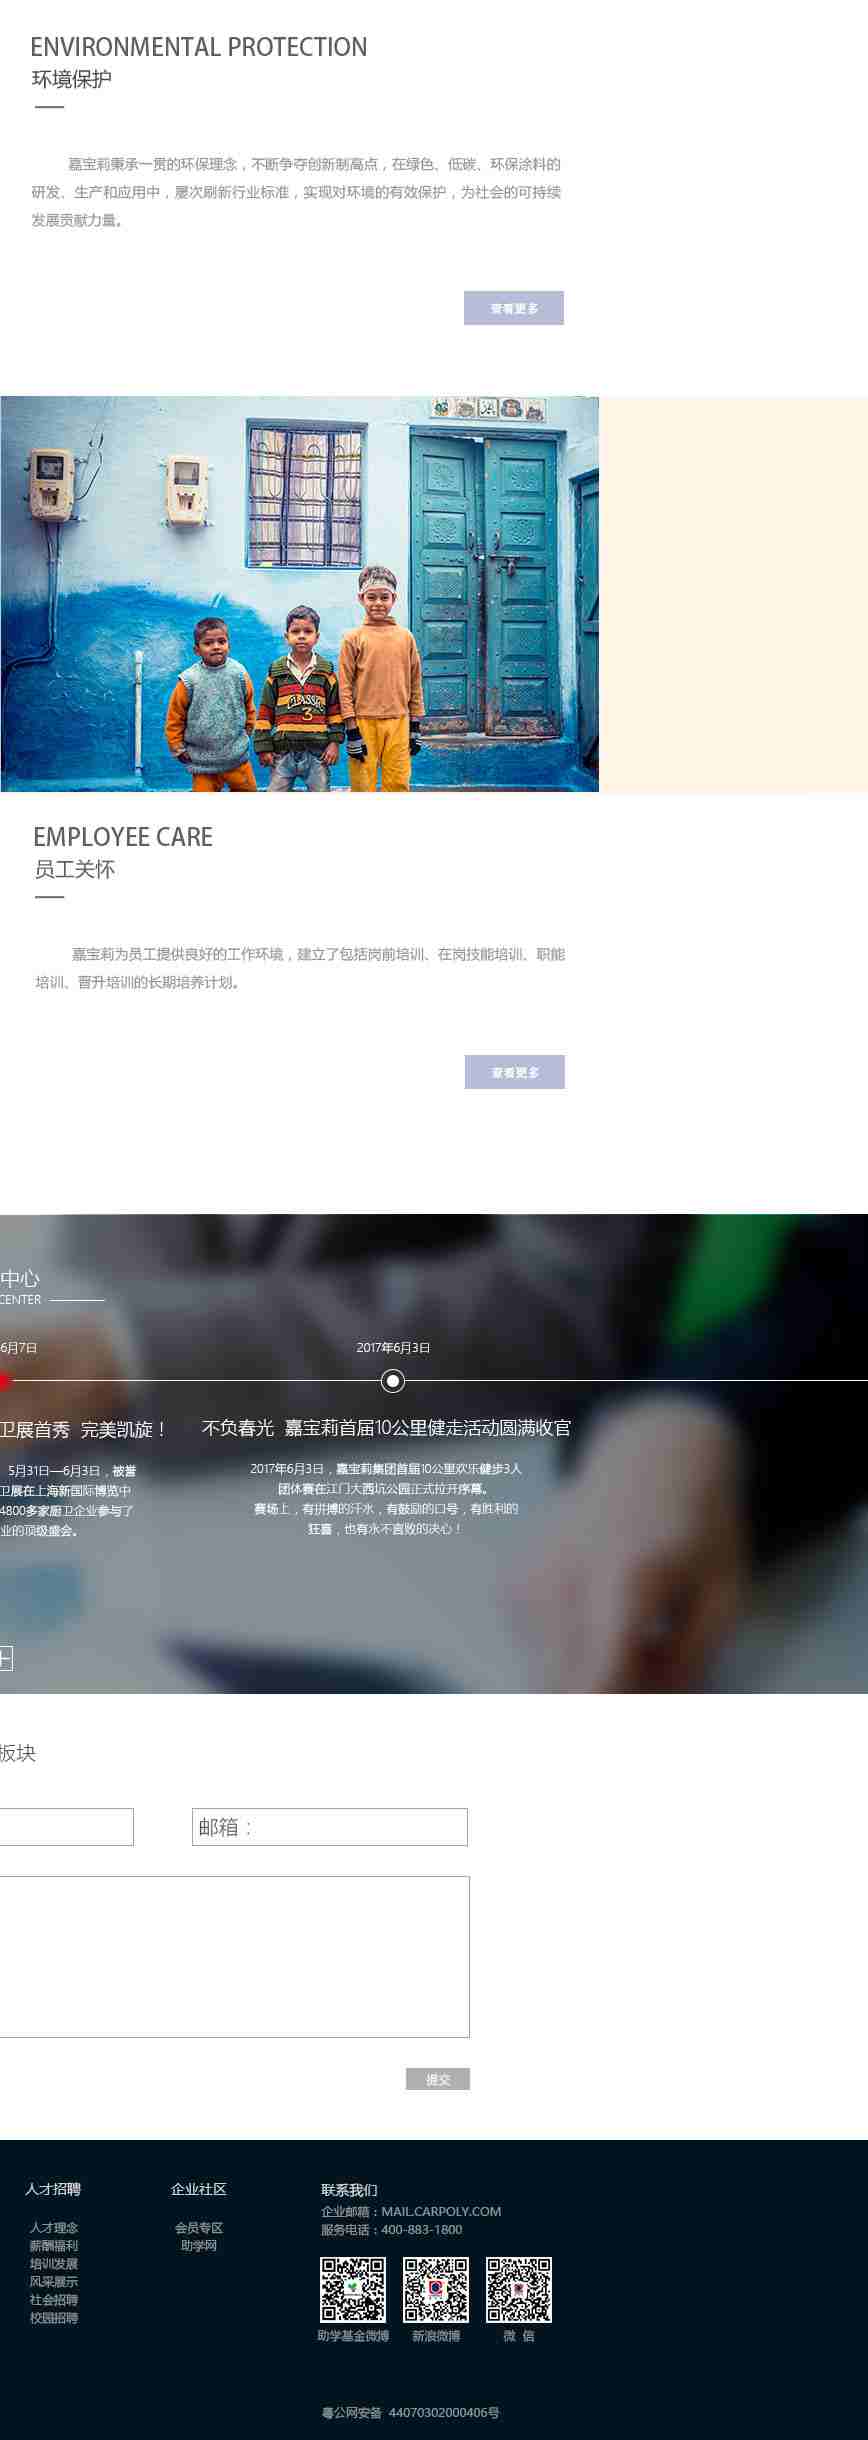 ENVIRONMENTAL PROTECTION
环境保护
嘉宝莉秉承一贯的环保理念，不断争夺创新制高点，在绿色、低碳、环保涂料的
研发、生产和应用中，屡次刷新行业标准，实现对环境的有效保护，为社会的可持续
发展贡献力量。
查看更多
CLASSIC
3
EMPLOYEE CARE
员工关怀
嘉宝莉为员工提供良好的工作环境，建立了包括岗前培训、在岗技能培训、职能
培训、晋升培训的长期培养计划。
查看更多
中心
CENTER
6月7日
2017年6月3日
卫展首秀 完美凯旋！
不负春光 嘉宝莉首届10公里健走活动圆满收官
5月31日—6月3日，被誉
卫展在上海新国际博览中
4800多家厨卫企业参与了
业的顶级盛会。
2017年6月3日，嘉宝莉集团首届10公里欢乐健步3人
团体赛在江门大西坑公园正式拉开序幕。
赛场上，有拼搏的汗水，有鼓励的口号，有胜利的
狂喜，也有永不言败的决心！
板块
邮箱：
提交
人才招聘
人才理念
薪酬福利
培训发展
风采展示
社会招聘
校园招聘
企业社区
会员专区
助学网
联系我们
企业邮箱：MAIL.CARPOLY.COM
服务电话：400-883-1800
助学基金微博
新浪微博
微 信
粤公网安备 44070302000406号